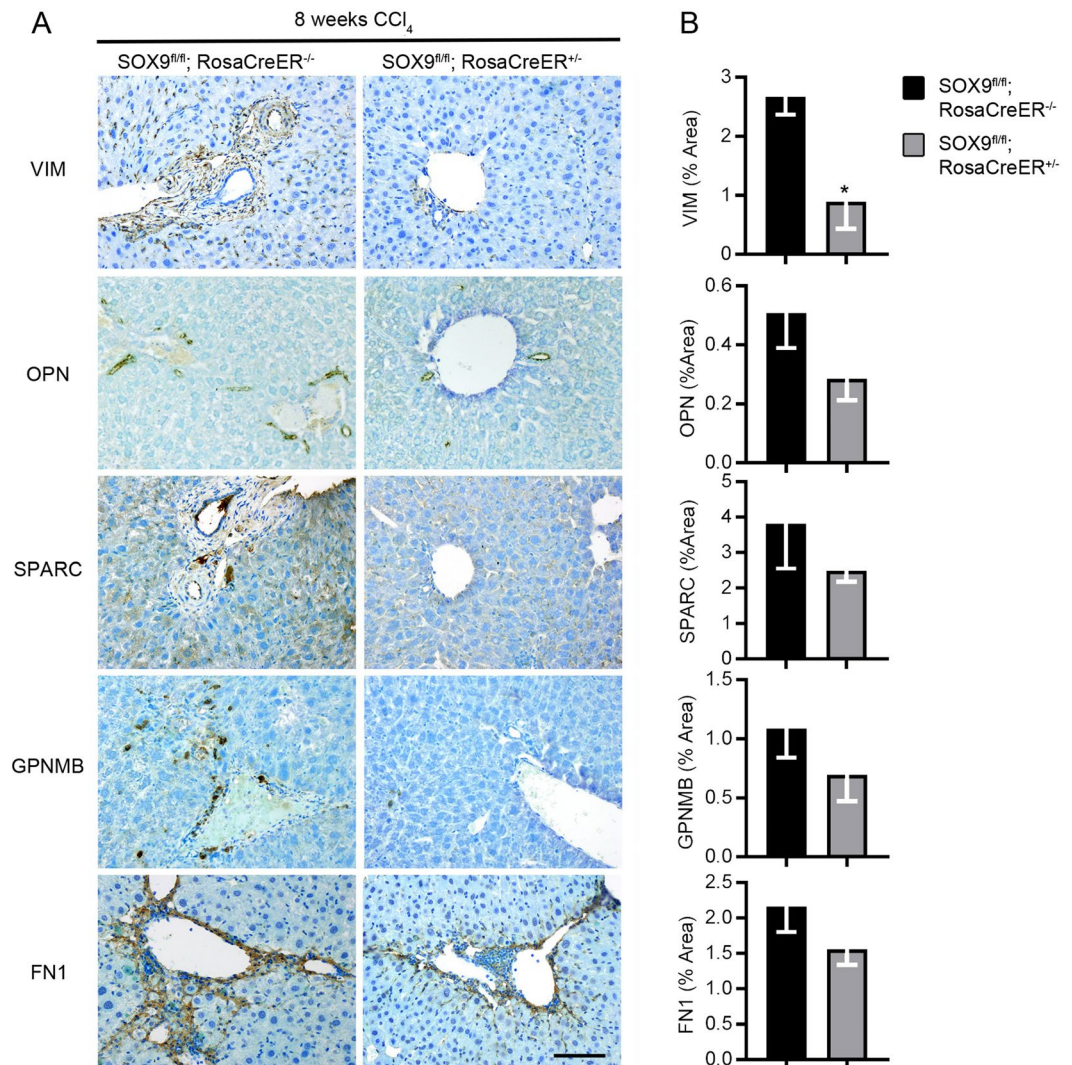 A
8 weeks CCl4
SOX9fl/fl; RosaCreER-/-
SOX9fl/fl; RosaCreER+/-
VIM
OPN
SPARC
GPNMB
FN1
B
VIM (% Area)
3
2
1
0
*
SOX9fl/fl;
RosaCreER-/-
SOX9fl/fl;
RosaCreER+/-
OPN (%Area)
0.6
0.4
0.2
0.0
SPARC (%Area)
5
4
3
2
1
0
GPNMB (% Area)
1.5
1.0
0.5
0.0
FN1 (% Area)
2.5
2.0
1.5
1.0
0.5
0.0